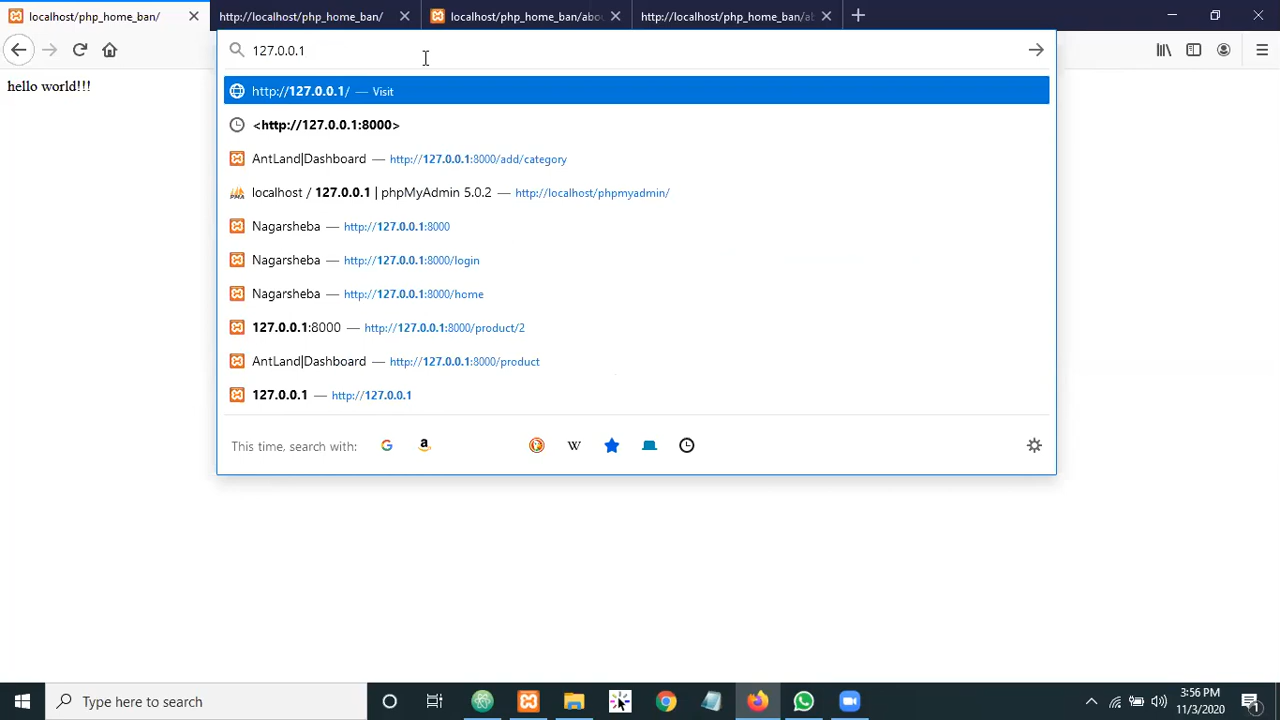 localhost/php_home_ban/
http://localhost/php_home_ban/
localhost/php_home_ban/abou
http://localhost/php_home_ban/ab
127.0.0.1
hello world!!!
http://127.0.0.1/ — Visit
<http://127.0.0.1:8000>
AntLand|Dashboard — http://127.0.0.1:8000/add/category
localhost / 127.0.0.1 | phpMyAdmin 5.0.2 — http://localhost/phpmyadmin/
Nagarsheba — http://127.0.0.1:8000
Nagarsheba — http://127.0.0.1:8000/login
Nagarsheba — http://127.0.0.1:8000/home
127.0.0.1:8000 — http://127.0.0.1:8000/product/2
AntLand|Dashboard — http://127.0.0.1:8000/product
127.0.0.1 — http://127.0.0.1
This time, search with:
Type here to search
3:56 PM
11/3/2020